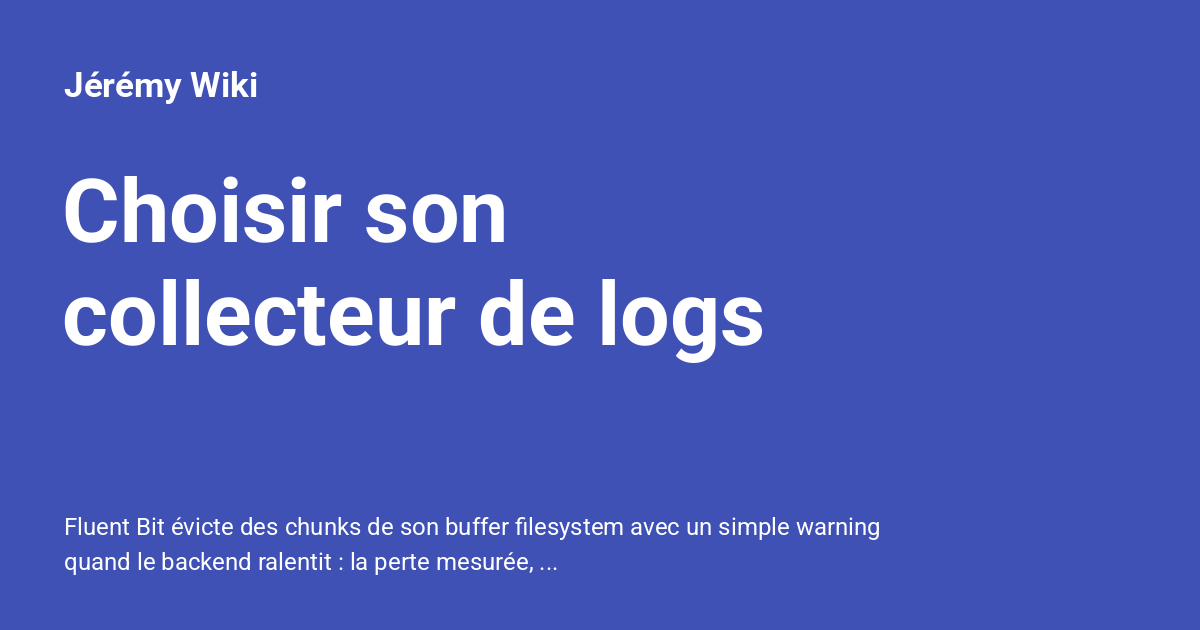 Jérémy Wiki
Choisir son
collecteur de logs
Fluent Bit évicte des chunks de son buffer filesystem avec un simple warning
quand le backend ralentit : la perte mesurée, ...